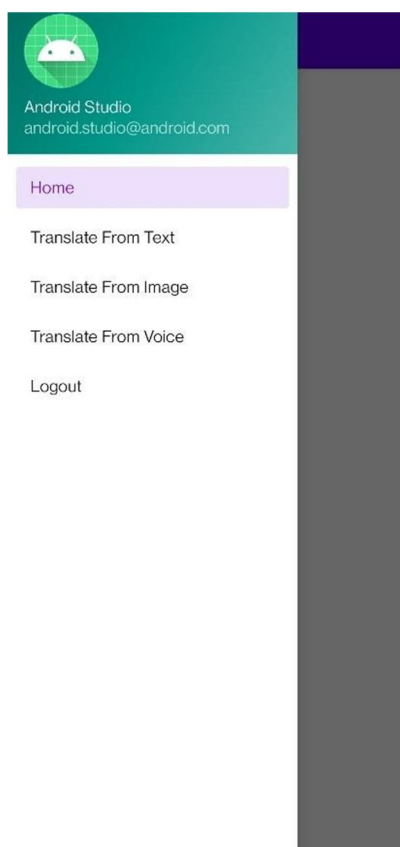 Android Studio
android.studio@android.com
Home
Translate From Text
Translate From Image
Translate From Voice
Logout